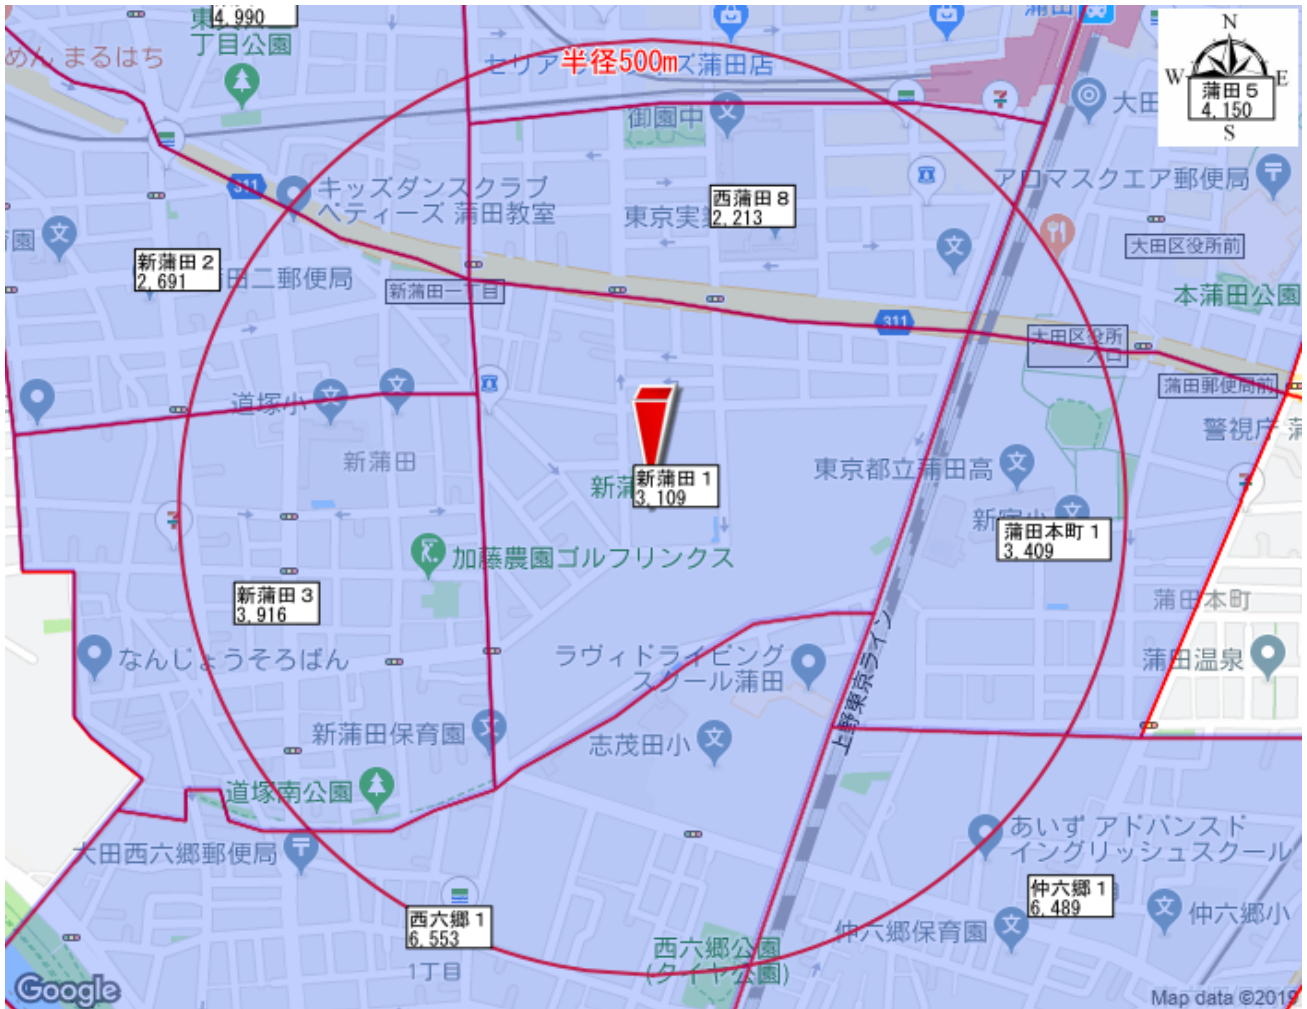 4,990
丁目公園
めん まるはち
半径500m
ズ蒲田店
N
W
E
S
蒲田5
4,150
大田
御園中
311
キッズダンスクラブ
ペティーズ 蒲田教室
西蒲田8
2,213
東京実
アロマスクエア郵便局
大田区役所前
新蒲田2
2,691
田二郵便局
新蒲田一丁目
本蒲田公園
311
大田区役所
入口
蒲田郵便局前
道塚小
警視庁 蒲
新蒲田
新蒲田1
3,109
東京都立蒲田高
新宿小
蒲田本町1
3,409
加藤農園ゴルフリンクス
新蒲田3
3,916
蒲田本町
なんじょうそろばん
ラヴィドライビング
スクール蒲田
蒲田温泉
上野東京ライン
新蒲田保育園
志茂田小
道塚南公園
大田西六郷郵便局
あいず アドバンスド
イングリッシュスクール
西六郷1
6,553
仲六郷1
6,489
仲六郷小
仲六郷保育園
西六郷公園
(タイヤ公園)
1丁目
Google
Map data ©2019